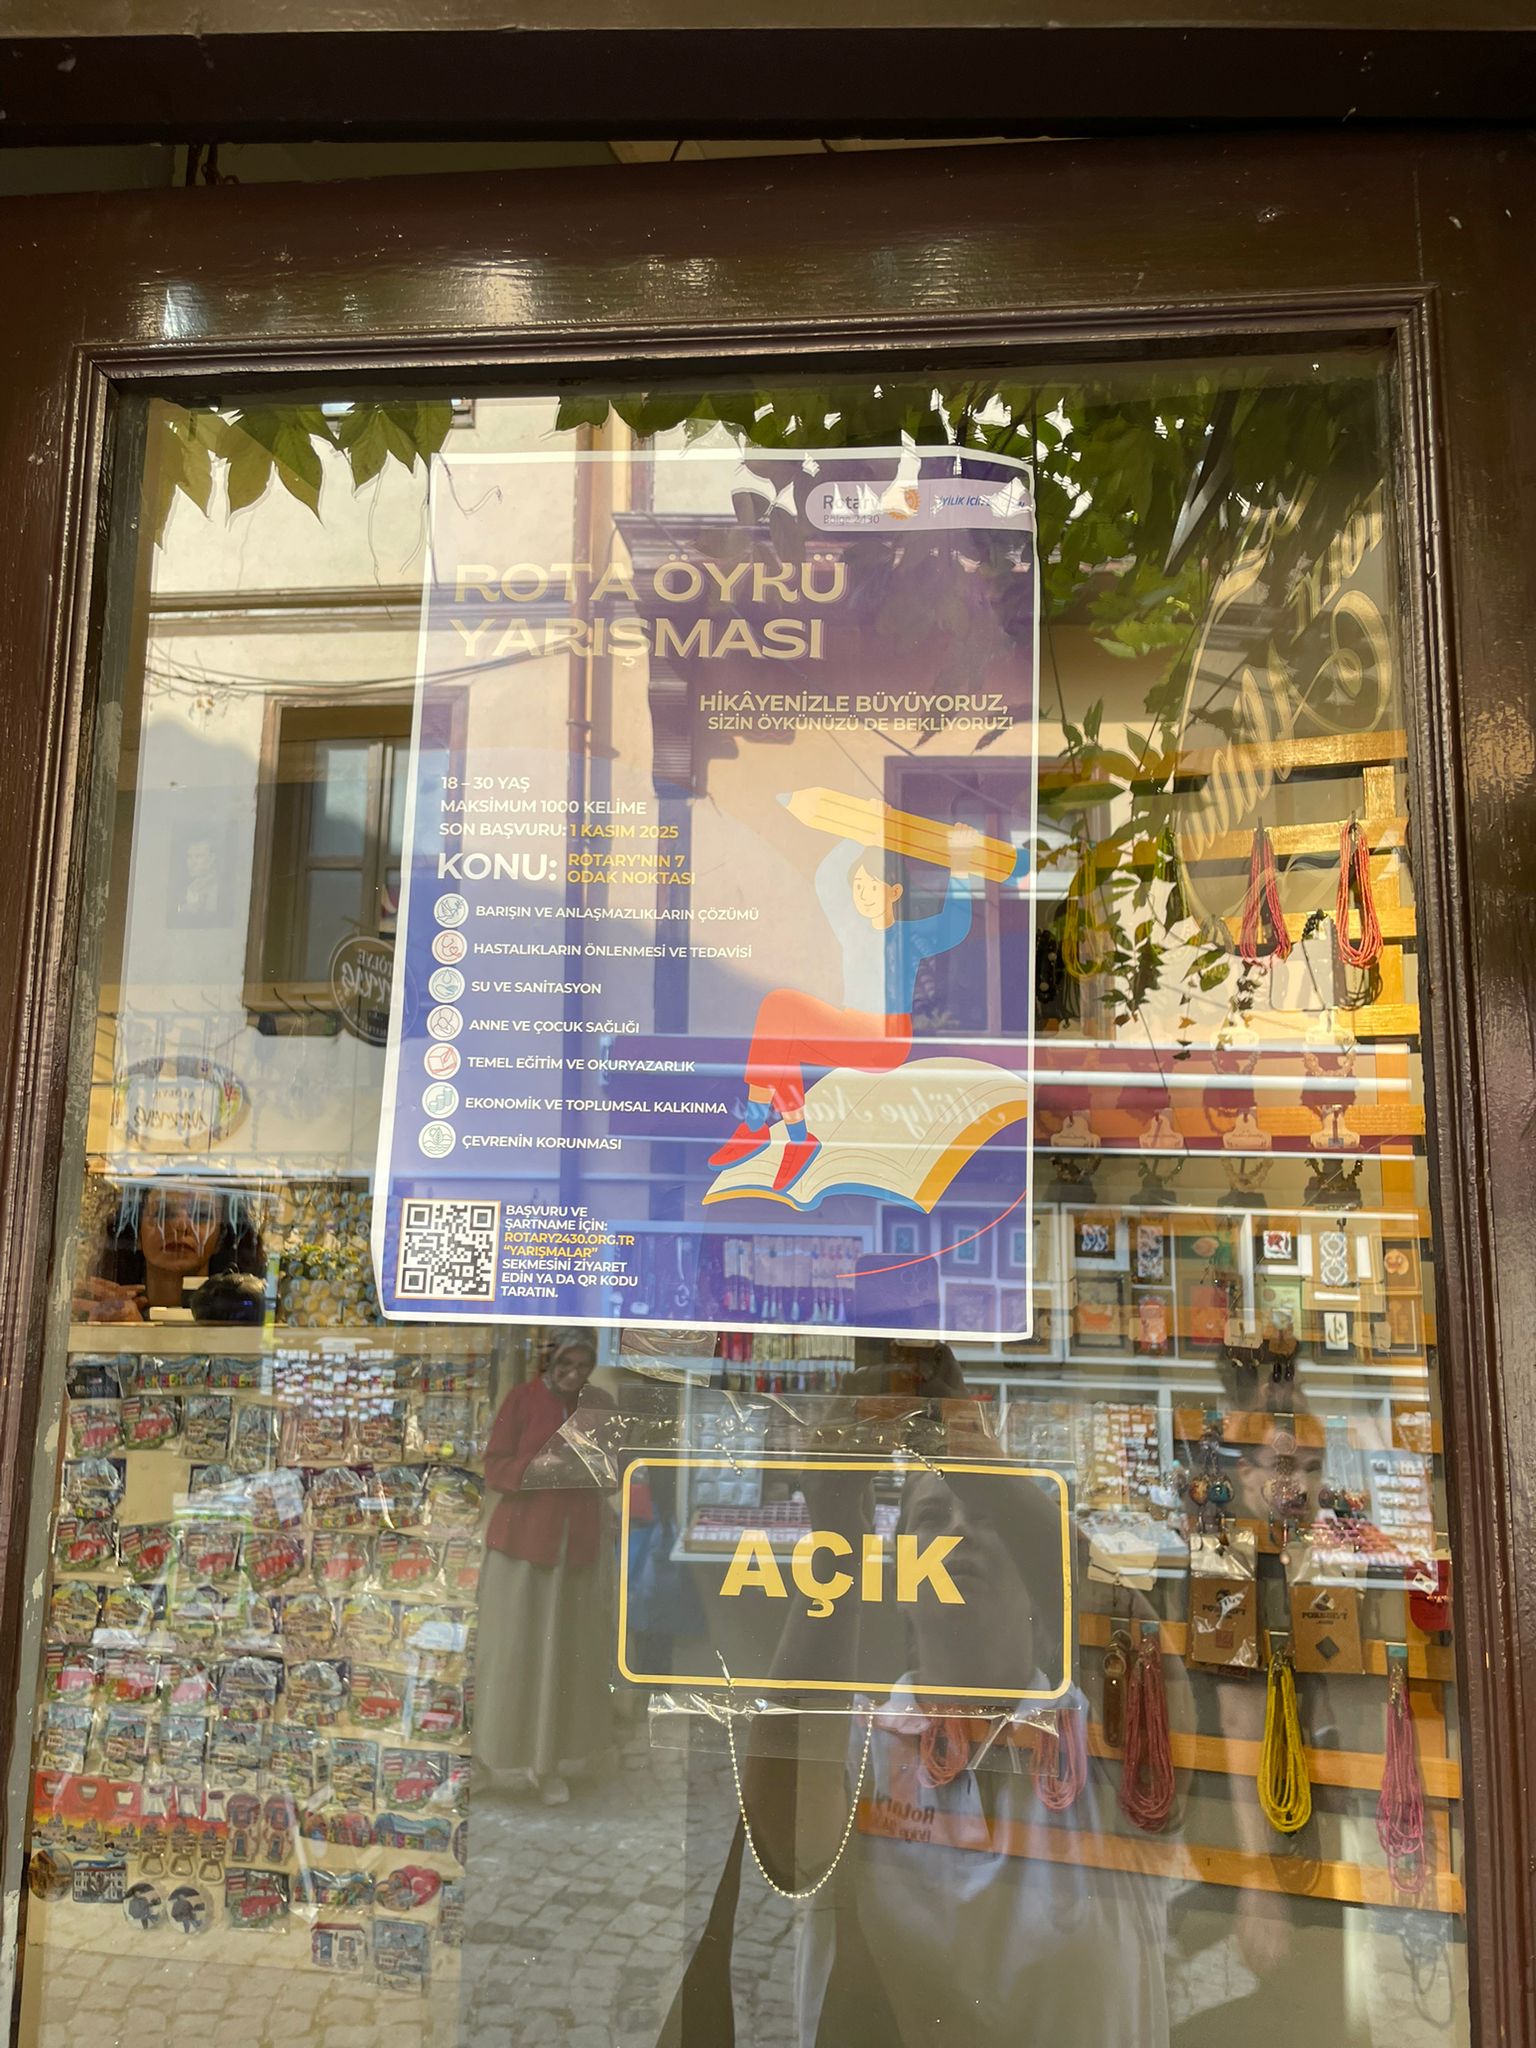 Rotary
Bölge 2430
İYİLİK İÇİN
ROTA ÖYKÜ
YARIŞMASI
HİKÂYENİZLE BÜYÜYORUZ,
SİZİN ÖYKÜNÜZÜ DE BEKLİYORUZ!
18 – 30 YAŞ
MAKSİMUM 1000 KELİME
SON BAŞVURU: 1 KASIM 2025
KONU: ROTARY'NIN 7
ODAK NOKTASI
BARIŞIN VE ANLAŞMAZLIKLARIN ÇÖZÜMÜ
HASTALIKLARIN ÖNLENMESİ VE TEDAVİSİ
SU VE SANİTASYON
ANNE VE ÇOCUK SAĞLIĞI
TEMEL EĞİTİM VE OKURYAZARLIK
EKONOMİK VE TOPLUMSAL KALKINMA
ÇEVRENİN KORUNMASI
BAŞVURU VE
ŞARTNAME İÇİN:
ROTARY2430.ORG.TR
"YARIŞMALAR"
SEKMESİNİ ZİYARET
EDİN YA DA QR KODU
TARATIN.
AÇIK